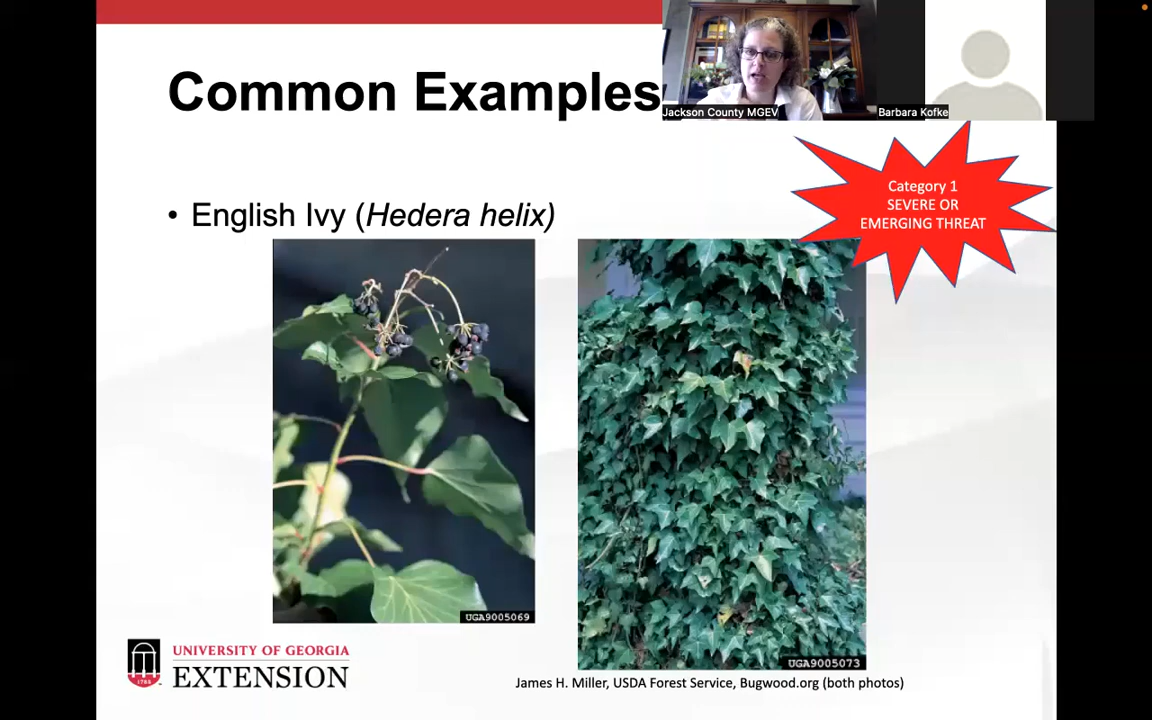 Common Examples
Jackson County MGEV
Barbara Kofke
Category 1
SEVERE OR
EMERGING THREAT
• English Ivy (Hedera helix)
UGA9005069
UGA9005073
1785
UNIVERSITY OF GEORGIA
EXTENSION
James H. Miller, USDA Forest Service, Bugwood.org (both photos)